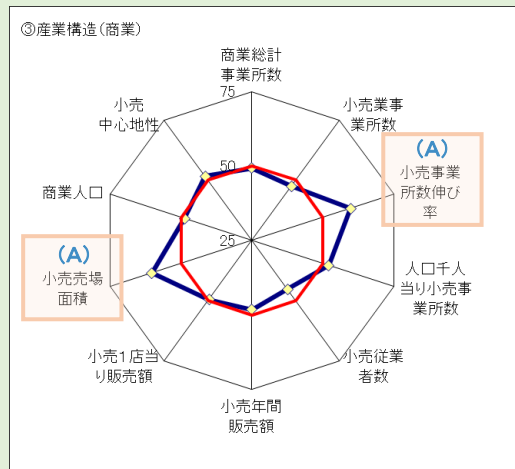 ③産業構造(商業)
商業総計
事業所数
75
小売
中心地性
小売業事
業所数
50
(A)
小売事業
所数伸び
率
商業人口
25
(A)
小売売場
面積
人口千人
当り小売事
業所数
小売1店当
り販売額
小売従業
者数
小売年間
販売額